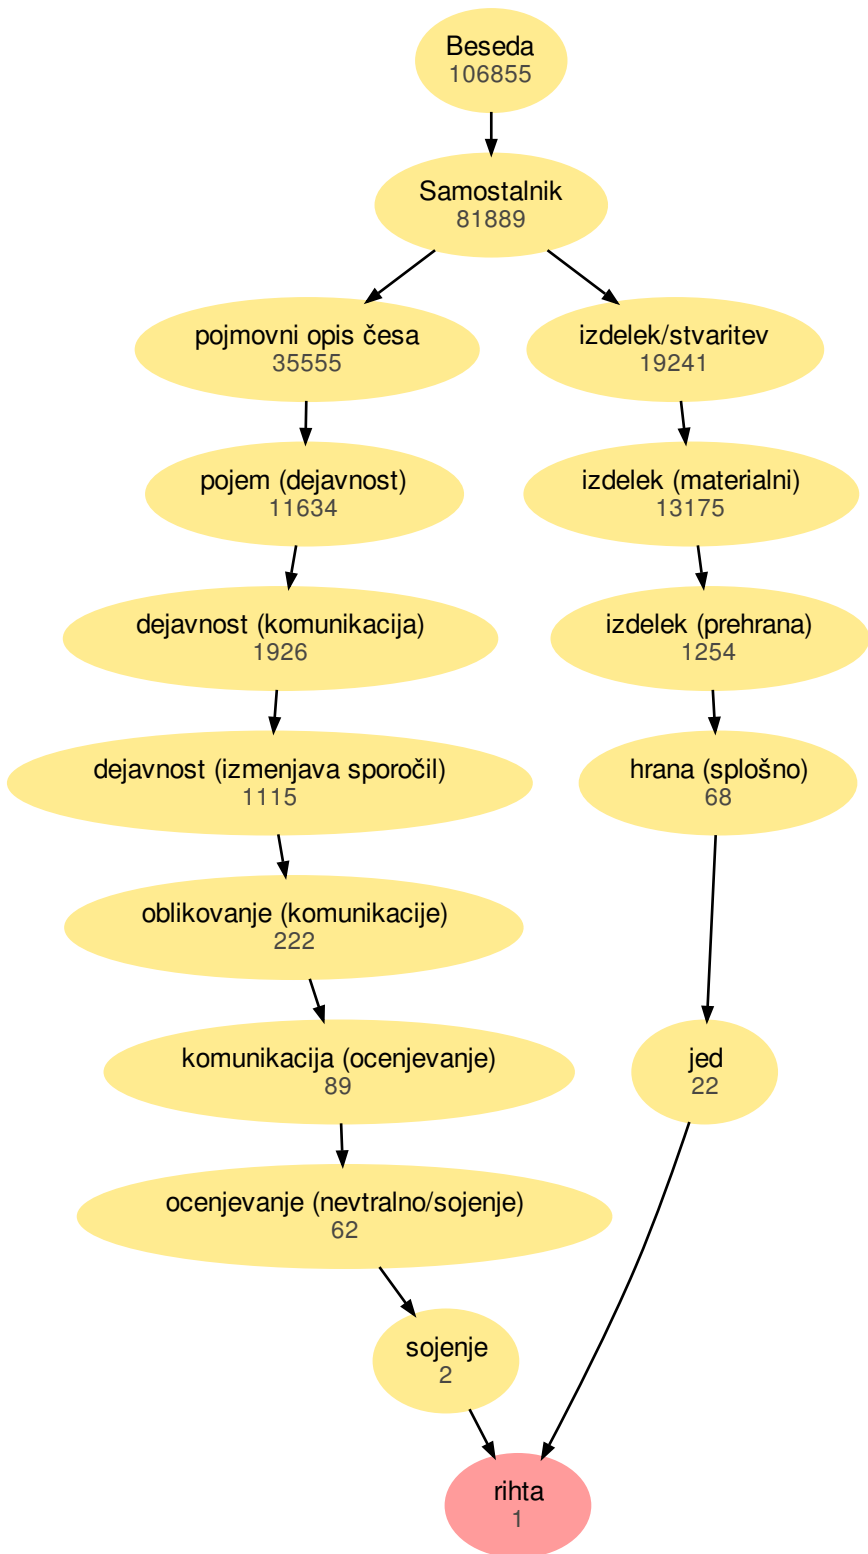 Beseda
106855
Samostalnik
81889
pojmovni opis česa
35555
izdelek/stvaritev
19241
pojem (dejavnost)
11634
izdelek (materialni)
13175
dejavnost (komunikacija)
1926
izdelek (prehrana)
1254
dejavnost (izmenjava sporočil)
1115
hrana (splošno)
68
oblikovanje (komunikacije)
222
komunikacija (ocenjevanje)
89
jed
22
ocenjevanje (nevtralno/sojenje)
62
sojenje
2
rihta
1